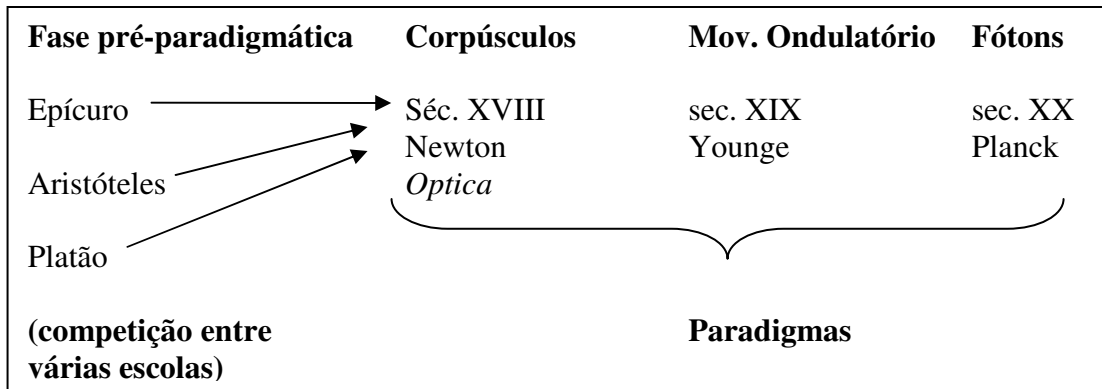 Fase pré-paradigmática Corpúsculos Mov. Ondulatório Fótons
Epícuro Séc. XVIII sec. XIX sec. XX
Newton Younge Planck
Aristóteles Optica
Platão
(competição entre Paradigmas
várias escolas)